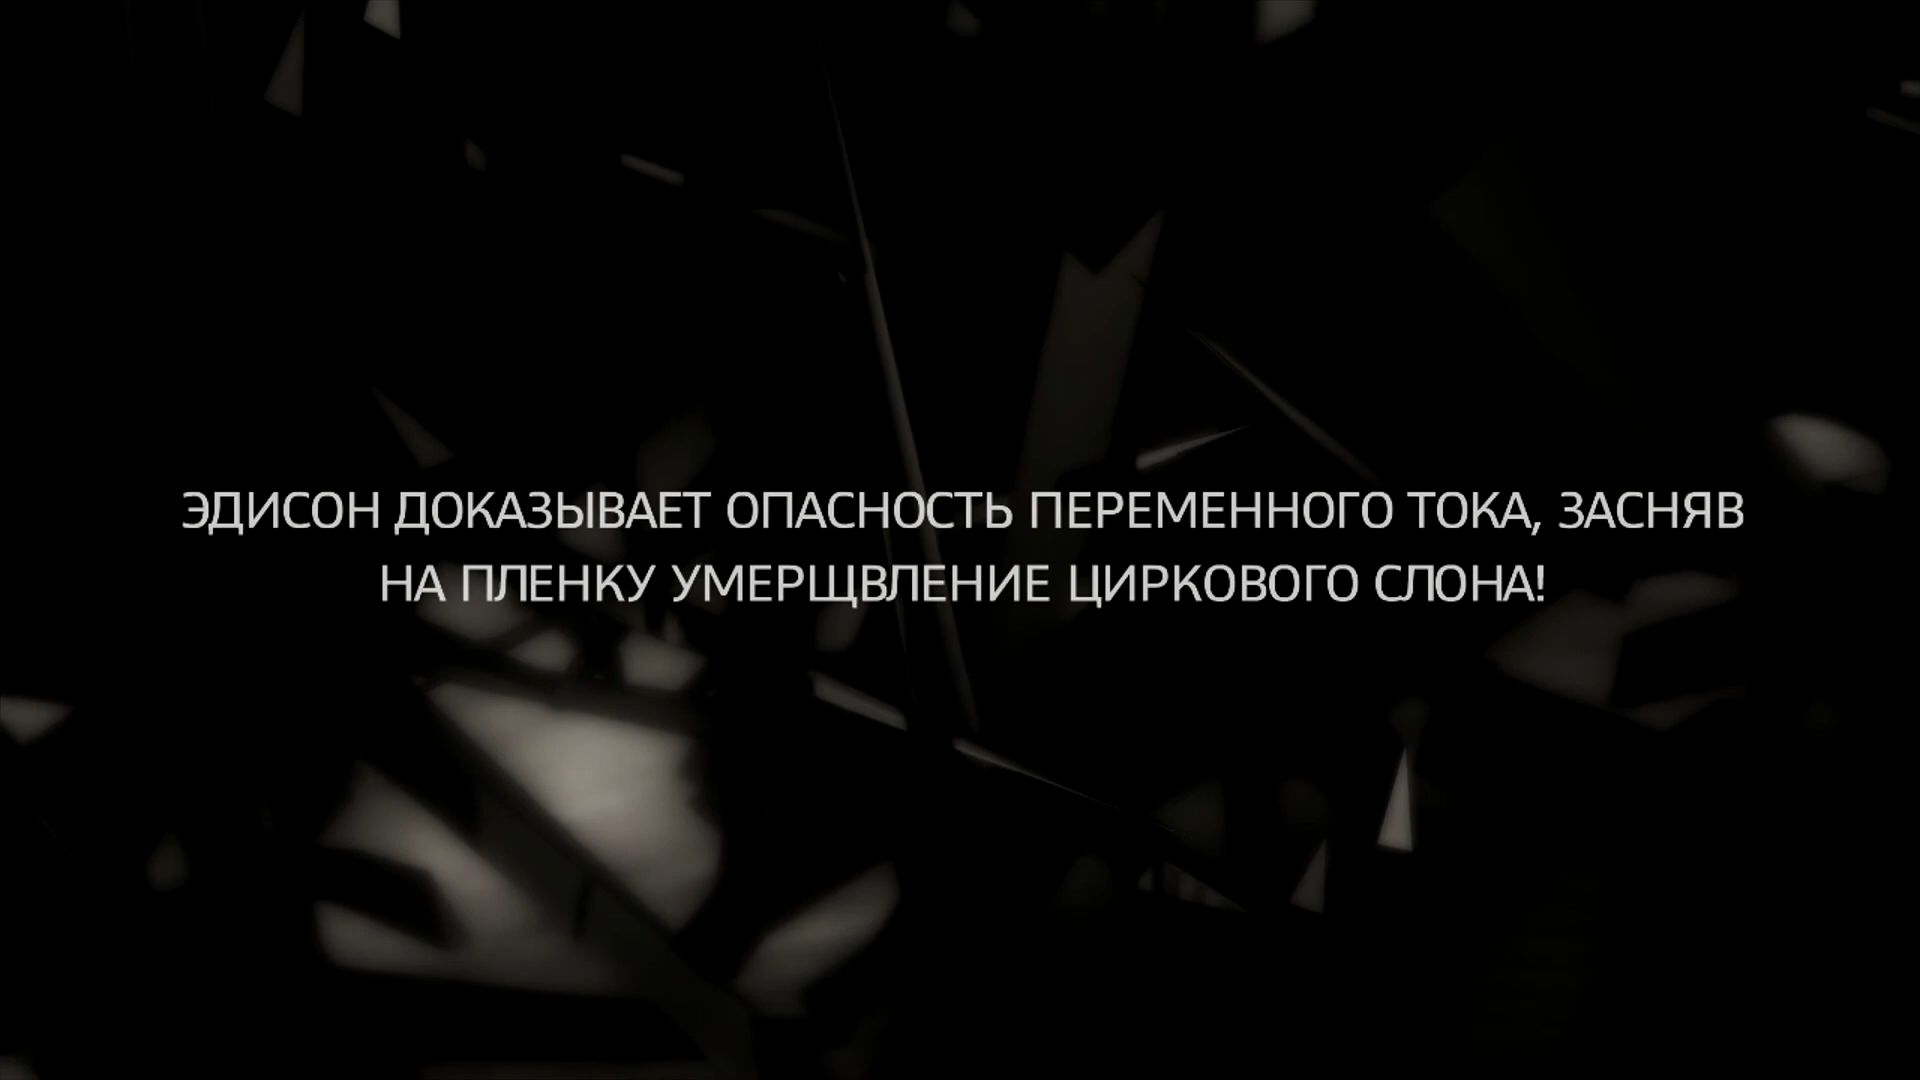 ЭДИСОН ДОКАЗЫВАЕТ ОПАСНОСТЬ ПЕРЕМЕННОГО ТОКА, ЗАСНЯВ
НА ПЛЕНКУ УМЕРЩВЛЕНИЕ ЦИРКОВОГО СЛОНА!